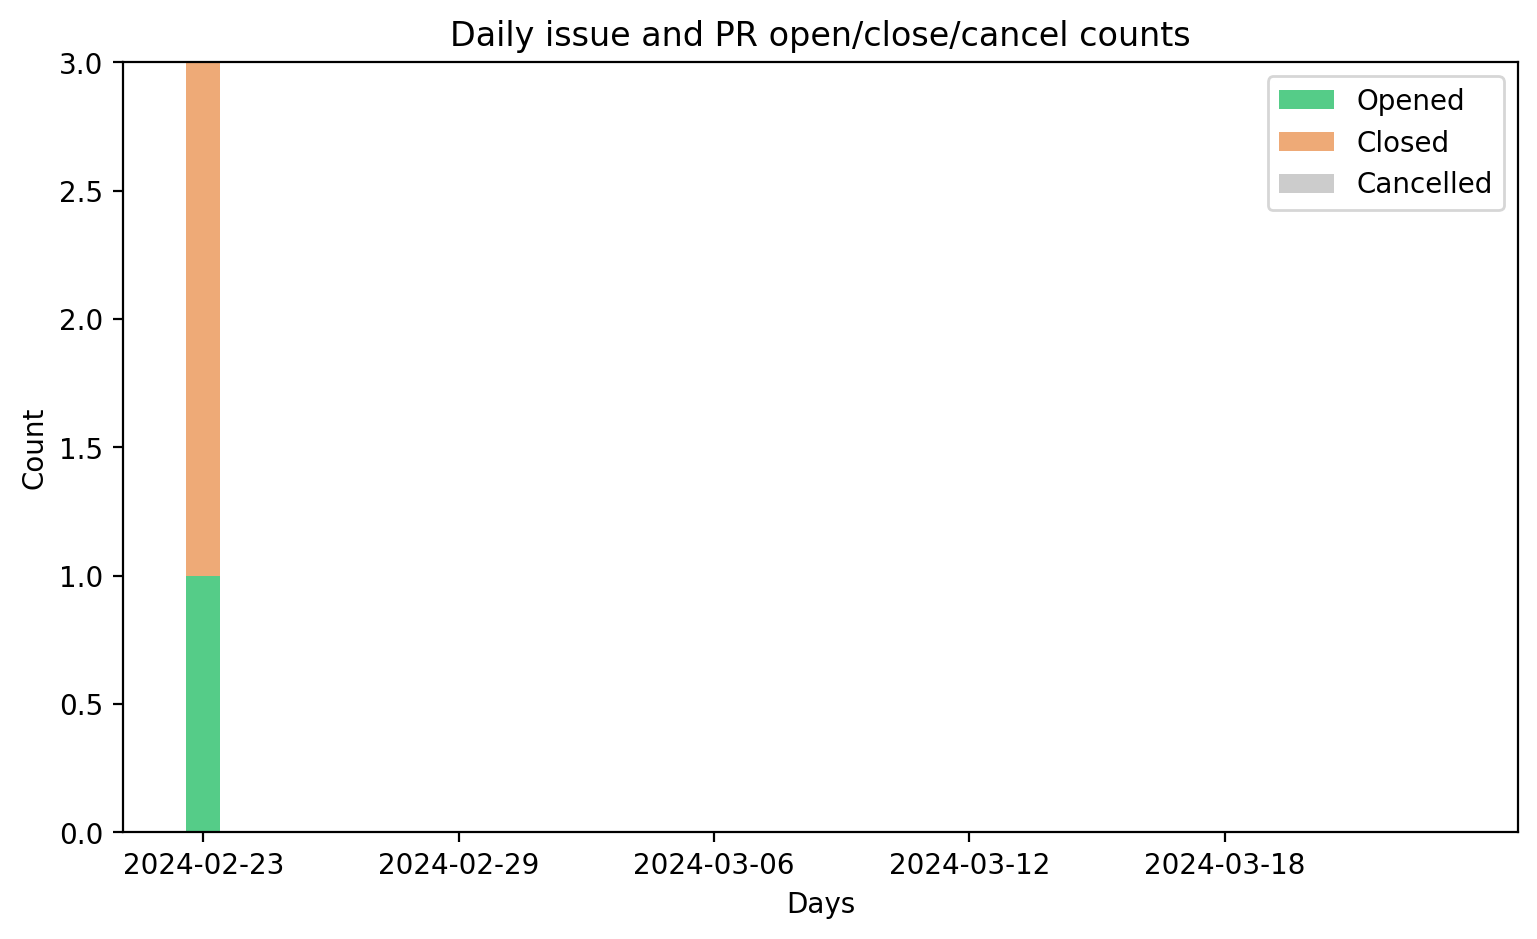 Daily issue and PR open/close/cancel counts
3.0
2.5
2.0
1.5
1.0
0.5
0.0
Count
Opened
Closed
Cancelled
2024-02-23
2024-02-29
2024-03-06
2024-03-12
2024-03-18
Days